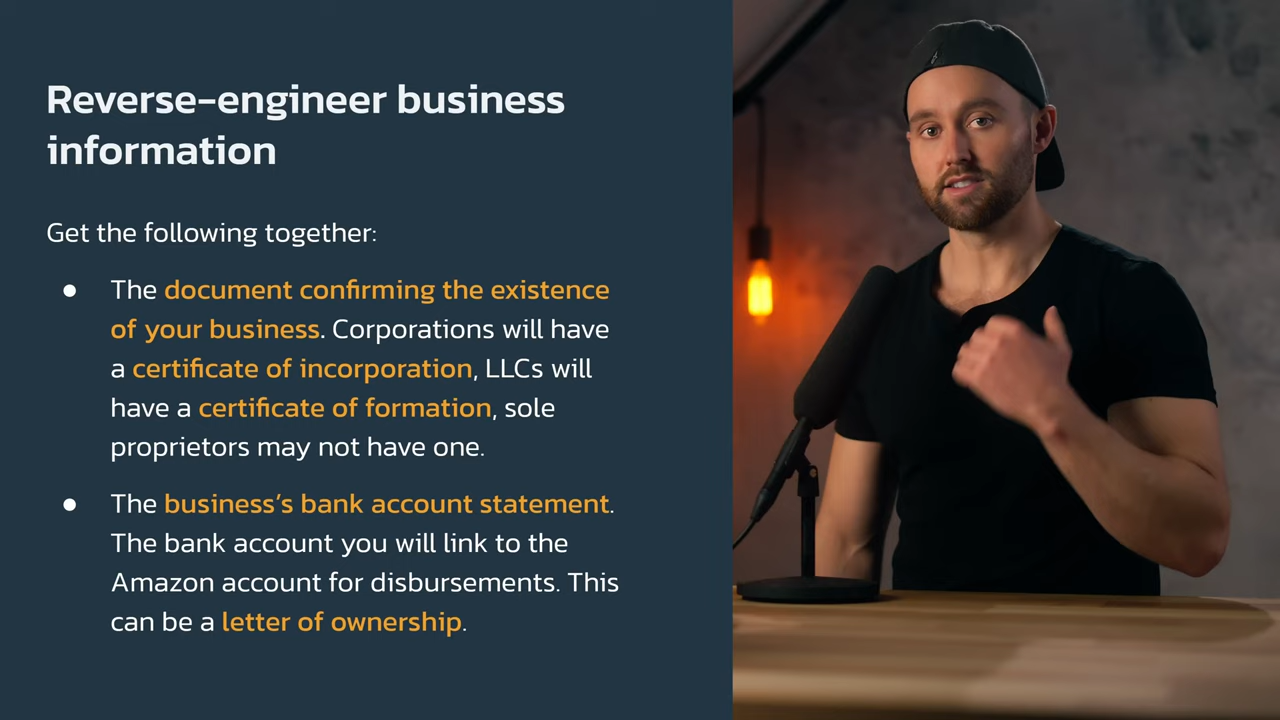 Reverse-engineer business
information
Get the following together:
● The document confirming the existence
of your business. Corporations will have
a certificate of incorporation, LLCs will
have a certificate of formation, sole
proprietors may not have one.
● The business’s bank account statement.
The bank account you will link to the
Amazon account for disbursements. This
can be a letter of ownership.